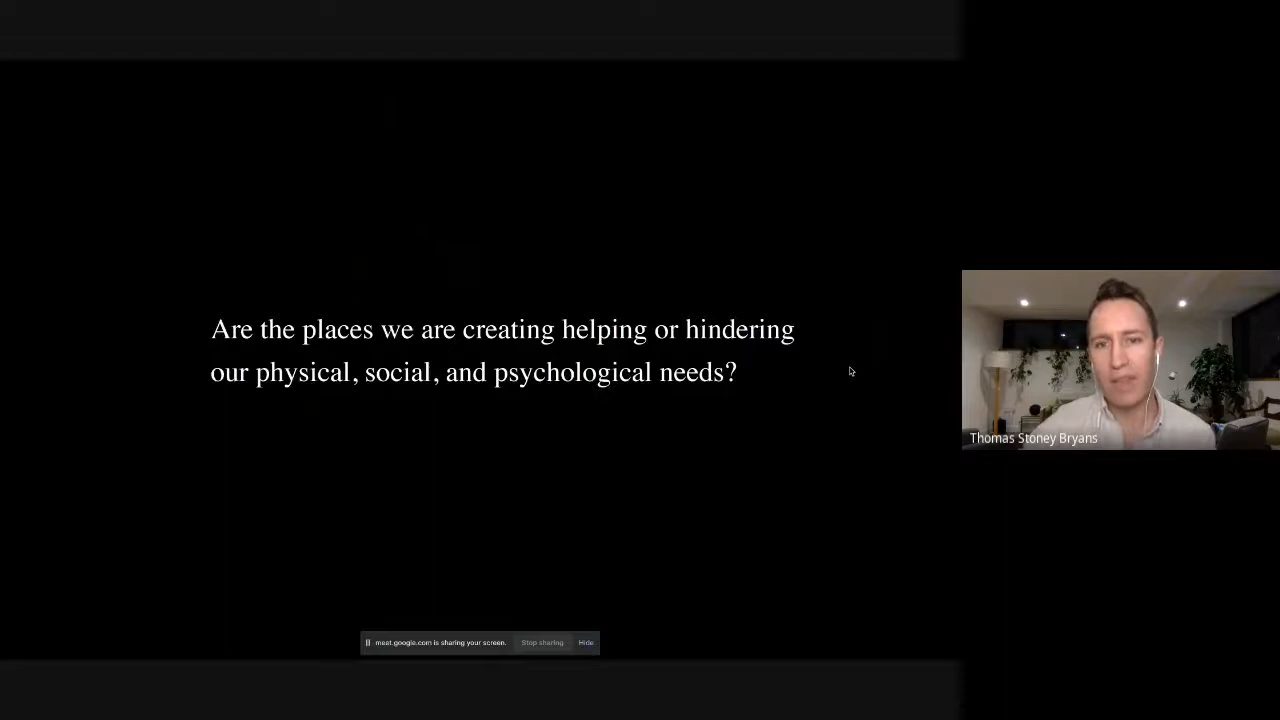 Are the places we are creating helping or hindering
our physical, social, and psychological needs?
Thomas Stoney Bryans
meet.google.com is sharing your screen. Stop sharing Hide